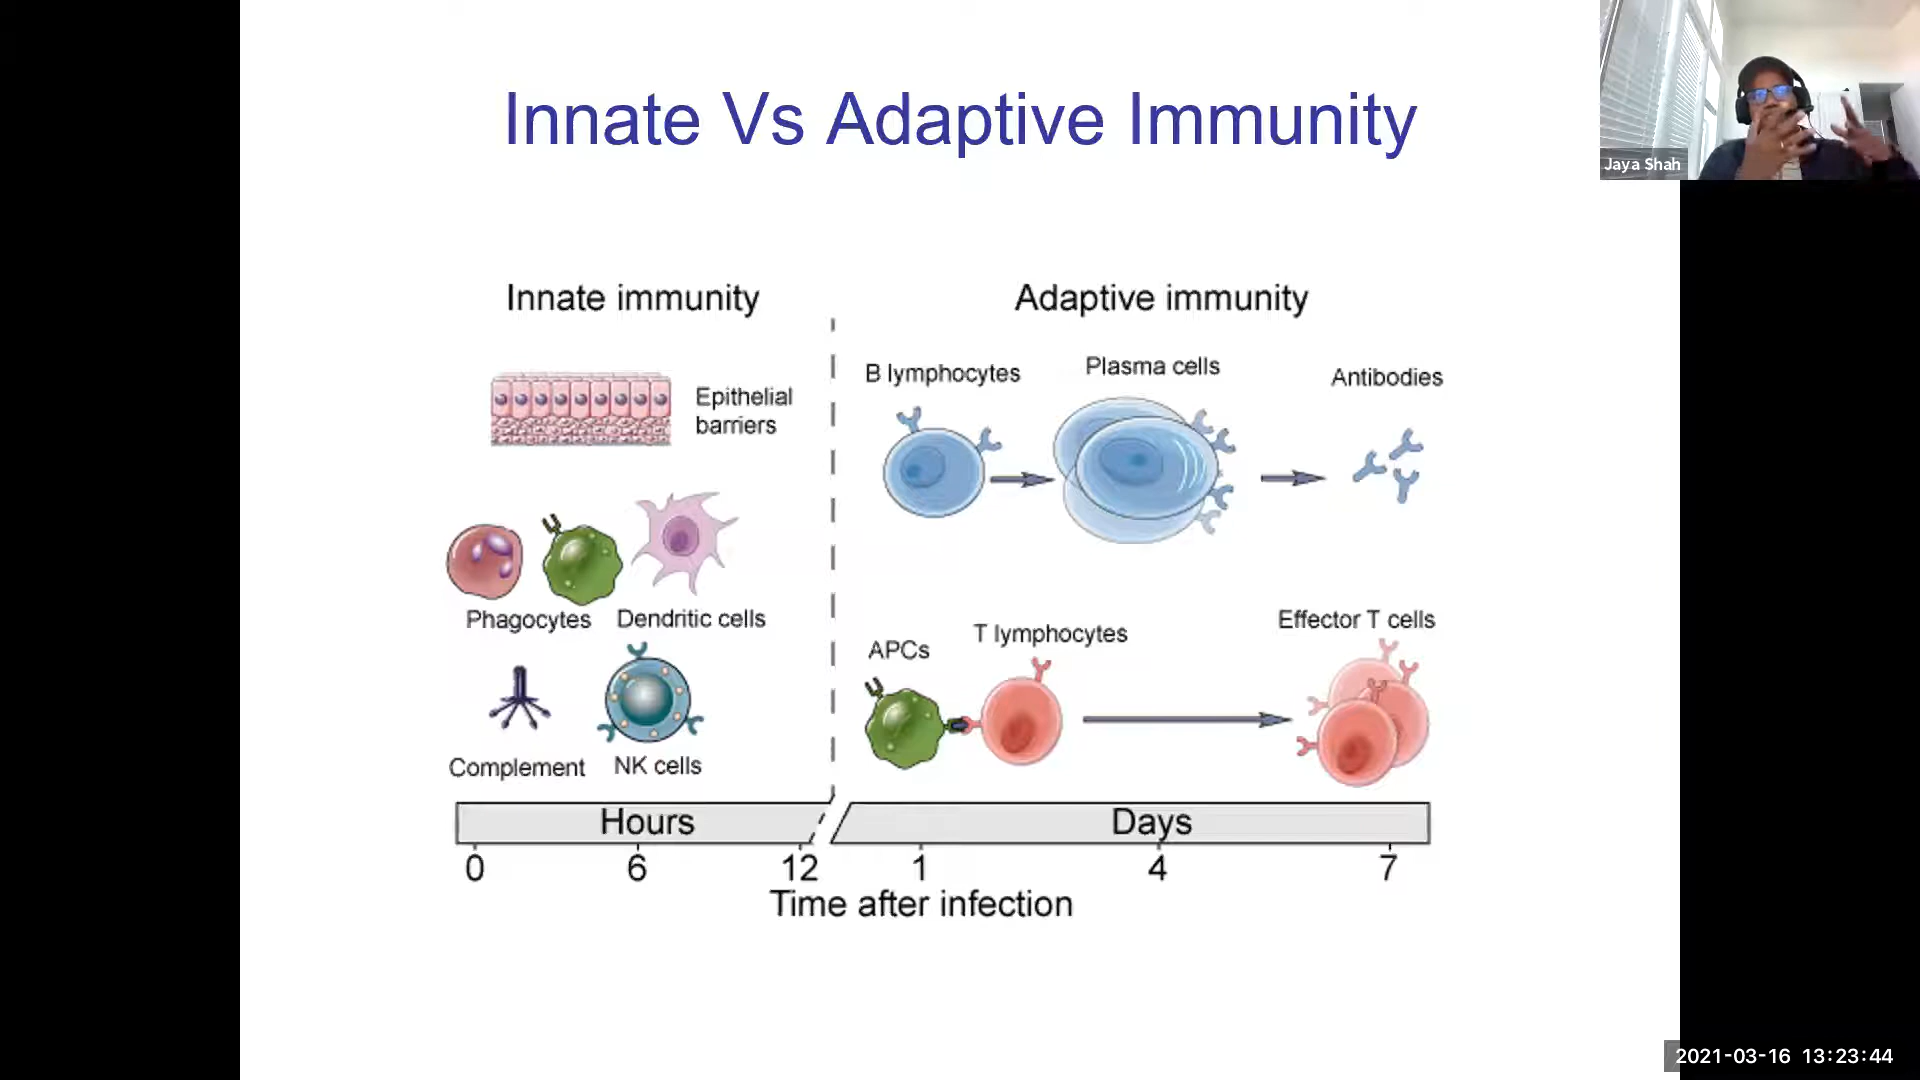 Innate Vs Adaptive Immunity
Jaya Shah
Innate immunity
Adaptive immunity
Epithelial
barriers
B lymphocytes
Plasma cells
Antibodies
Phagocytes
Dendritic cells
Complement
NK cells
APCs
T lymphocytes
Effector T cells
Hours
Days
0
6
12
1
4
7
Time after infection
2021-03-16 13:23:44